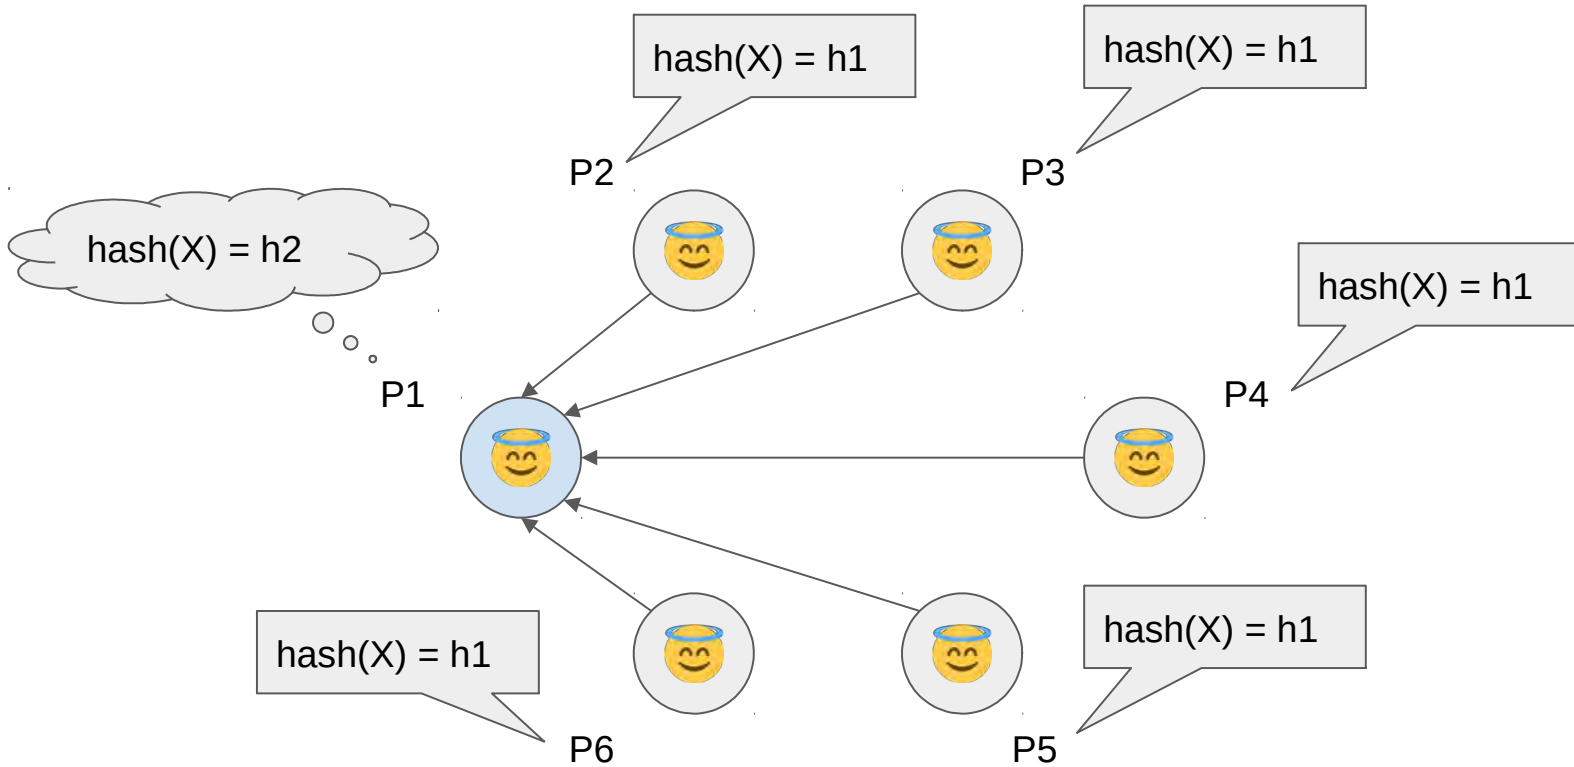 hash(X) = h1
hash(X) = h1
P2
P3
hash(X) = h2
hash(X) = h1
P1
P4
hash(X) = h1
hash(X) = h1
P6
P5